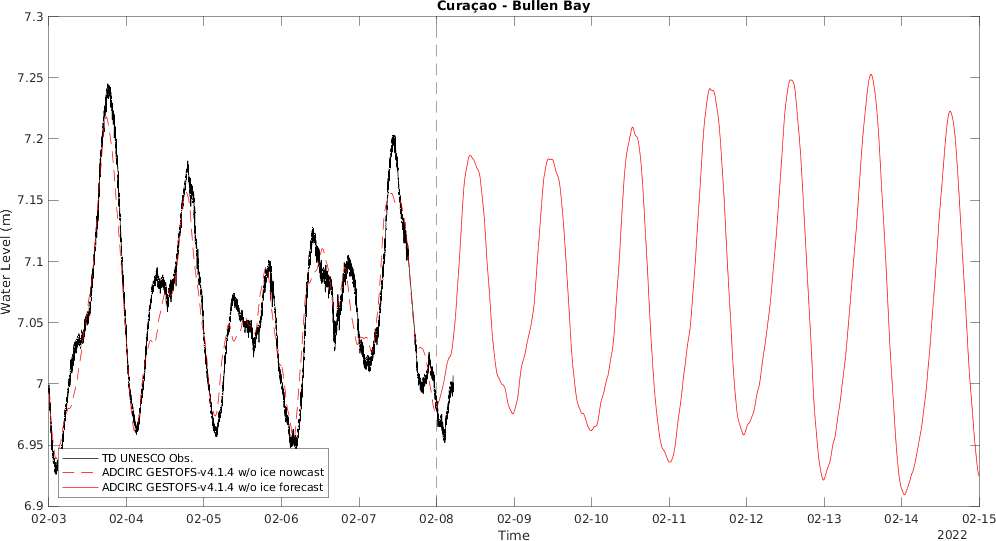 Curaçao - Bullen Bay
Water Level (m)
7.3
7.25
7.2
7.15
7.1
7.05
7
6.95
6.9
TD UNESCO Obs.
ADCIRC GESTOFS-v4.1.4 w/o ice nowcast
ADCIRC GESTOFS-v4.1.4 w/o ice forecast
02-03 02-04 02-05 02-06 02-07 02-08 02-09 02-10 02-11 02-12 02-13 02-14 02-15
Time
2022